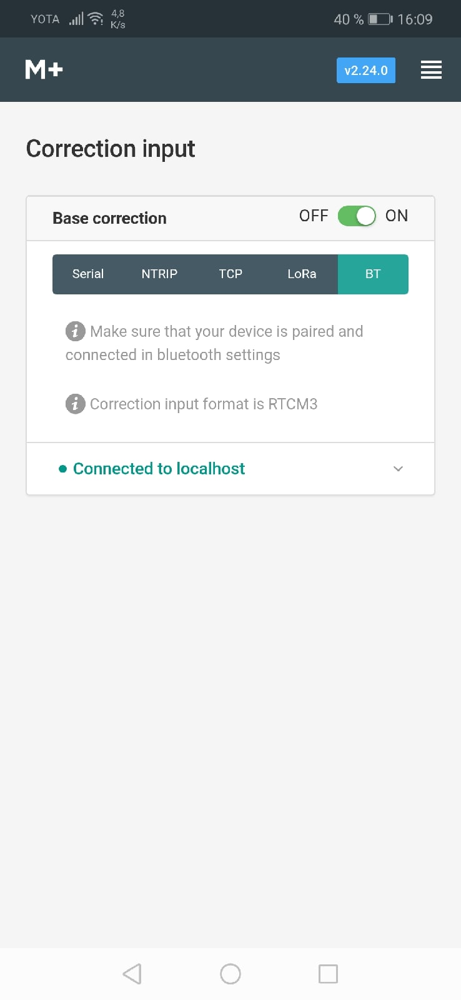 YOTA 4,8 K/s 40 % 16:09
M+ v2.24.0
Correction input
Base correction OFF ON
Serial NTRIP TCP LoRa BT
Make sure that your device is paired and
connected in bluetooth settings
Correction input format is RTCM3
Connected to localhost